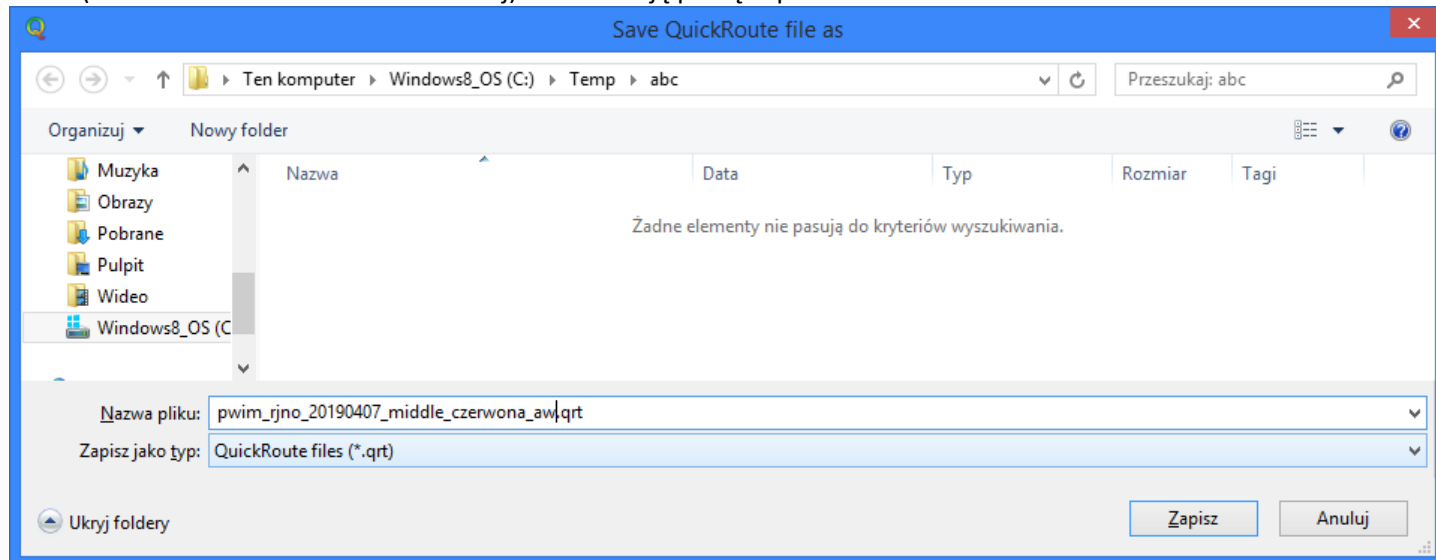 Save QuickRoute file as
Ten komputer Windows8_OS (C:) Temp abc
Przeszukaj: abc
Organizuj Nowy folder
Muzyka
Nazwa Data Typ Rozmiar Tagi
Obrazy
Żadne elementy nie pasują do kryteriów wyszukiwania.
Pobrane
Pulpit
Wideo
Windows8_OS (C
Nazwa pliku: pwim_rjno_20190407_middle_czerwona_aw.qrt
Zapisz jako typ: QuickRoute files (*.qrt)
Ukryj foldery
Zapisz Anuluj